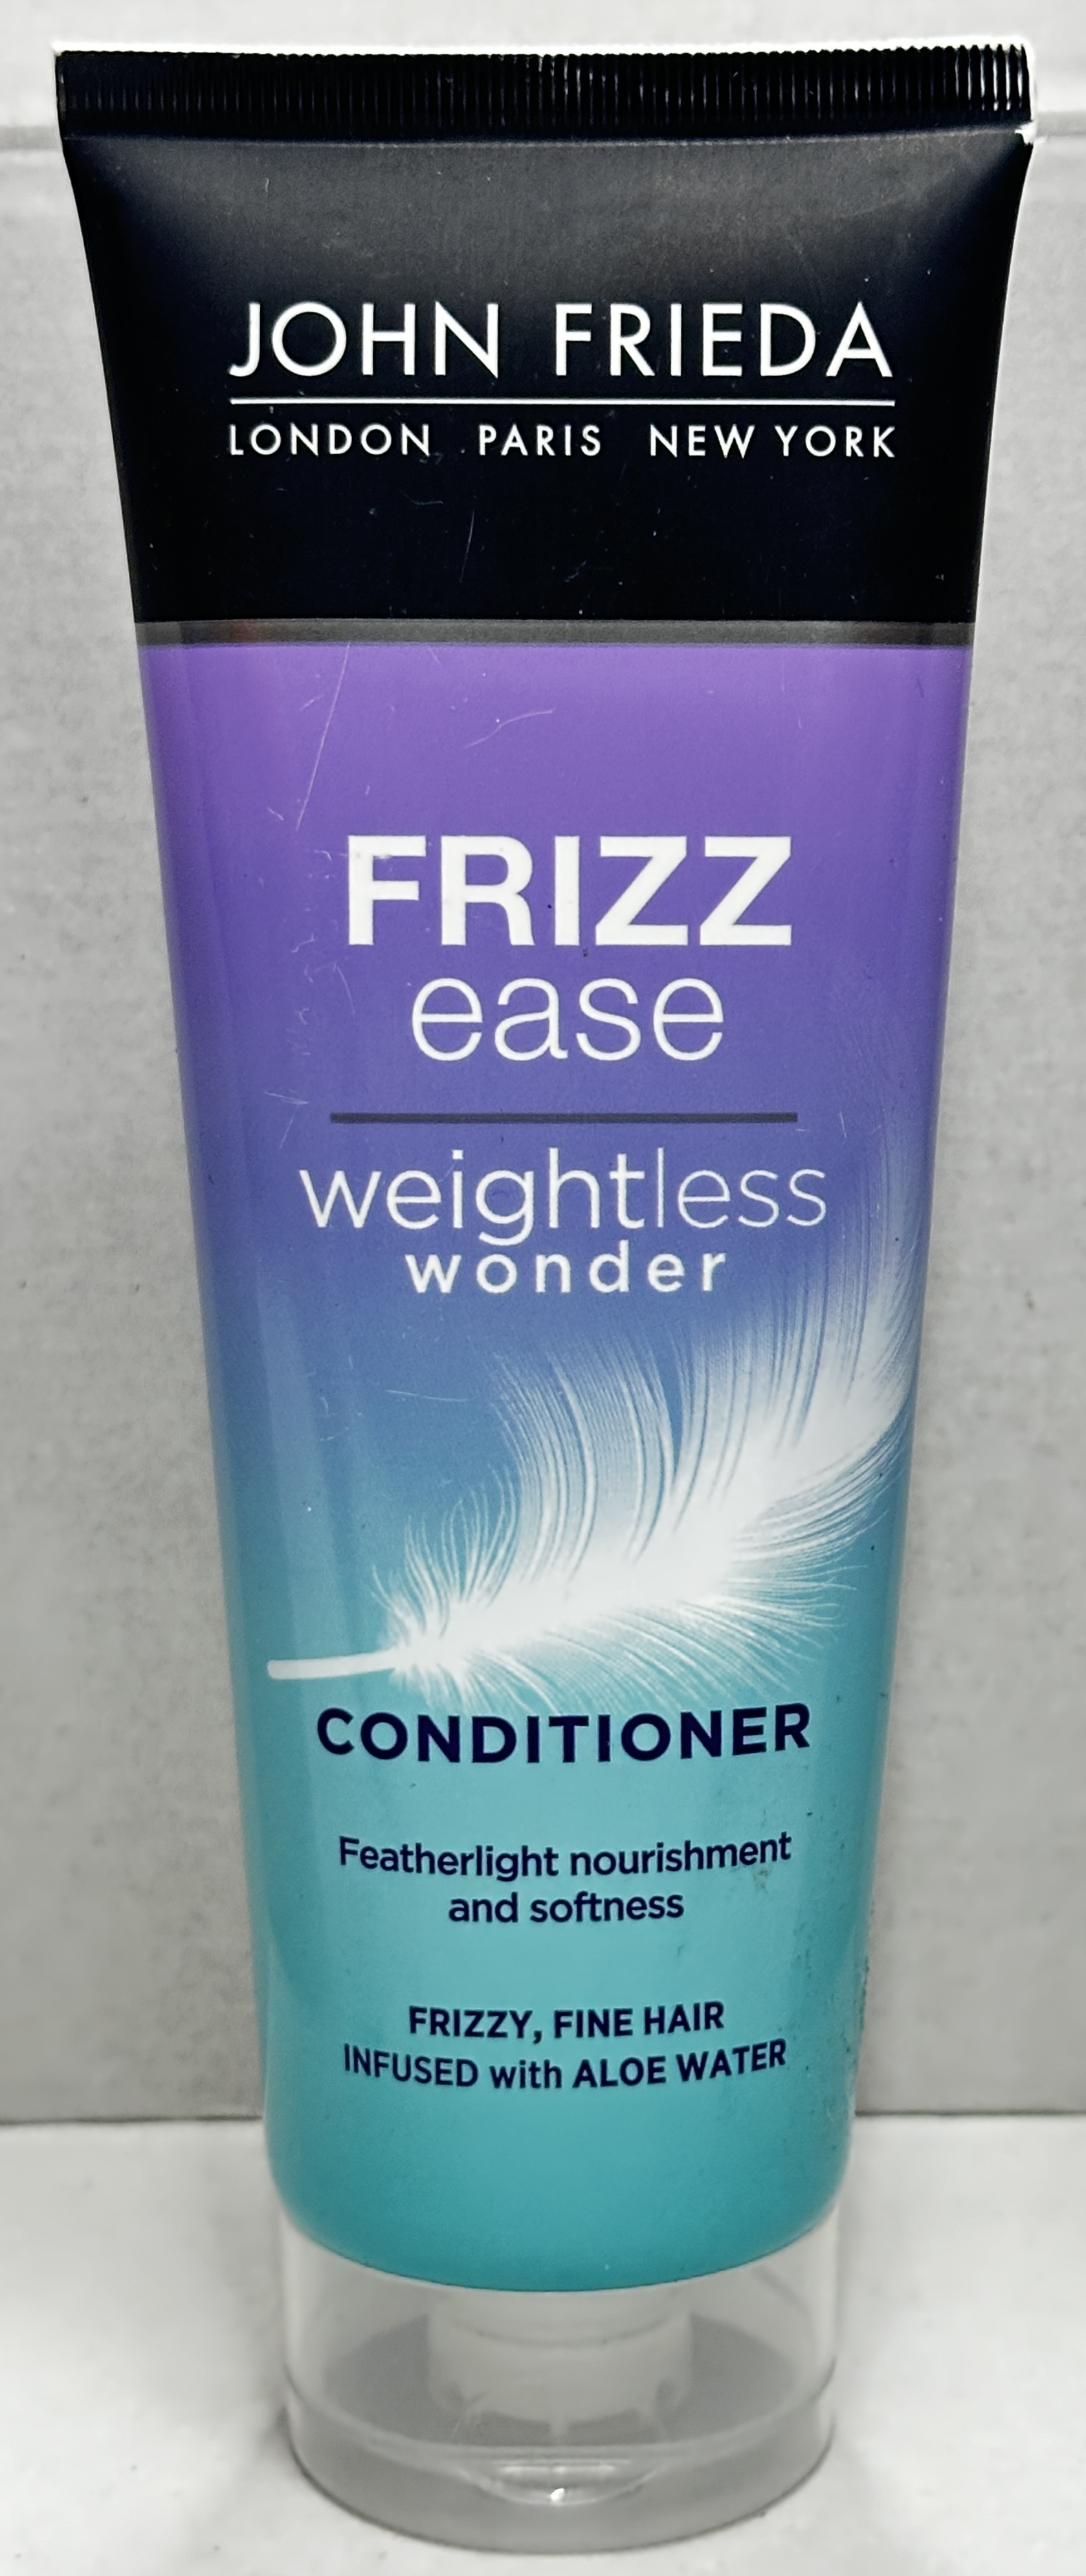 JOHN FRIEDA
LONDON PARIS NEW YORK
FRIZZ
ease
weightless
wonder
CONDITIONER
Featherlight nourishment
and softness
FRIZZY, FINE HAIR
INFUSED with ALOE WATER